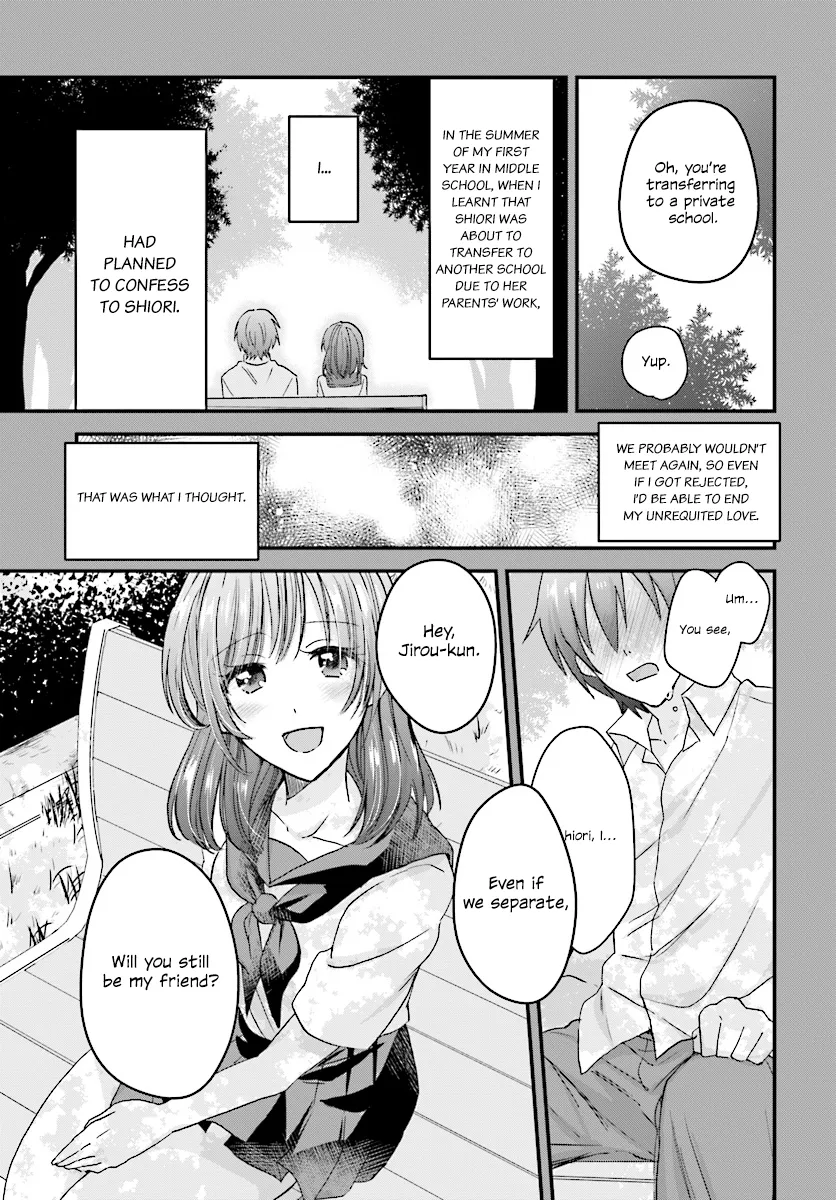 Oh, you're
transferring
to a private
school.
Yup.
IN THE SUMMER
OF MY FIRST
YEAR IN MIDDLE
SCHOOL, WHEN I
LEARNT THAT
SHIORI WAS
ABOUT TO
TRANSFER TO
ANOTHER SCHOOL
DUE TO HER
PARENTS' WORK,
I...
HAD
PLANNED
TO CONFESS
TO SHIORI.
WE PROBABLY WOULDN'T
MEET AGAIN, SO EVEN
IF I GOT REJECTED,
I'D BE ABLE TO END
MY UNREQUITED LOVE.
THAT WAS WHAT I THOUGHT.
Um...
You see,
hiori, I...
Hey,
Jirou-kun.
Even if
we separate,
Will you still
be my friend?